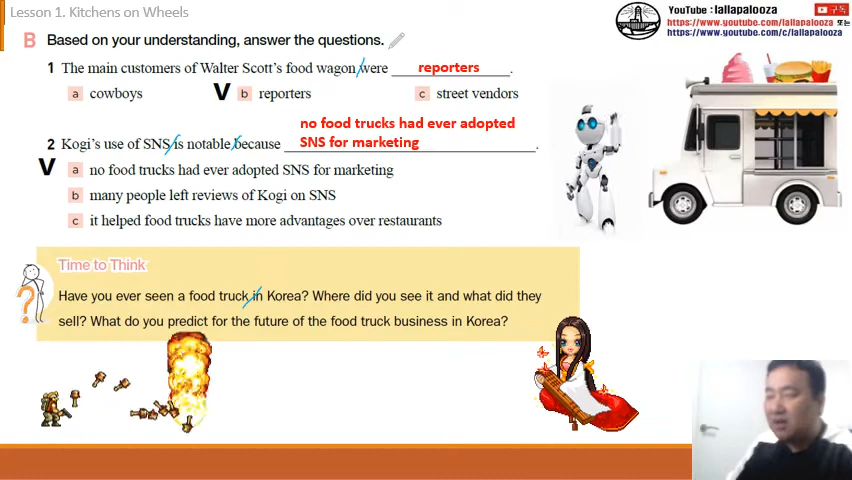 Lesson 1. Kitchens on Wheels
YouTube : lallapalooza 구독
https://www.youtube.com/lallapalooza 또는
https://www.youtube.com/c/lallapalooza
B Based on your understanding, answer the questions.
1 The main customers of Walter Scott's food wagon were reporters.
a cowboys V b reporters c street vendors
no food trucks had ever adopted
2 Kogi's use of SNS is notable because SNS for marketing.
V a no food trucks had ever adopted SNS for marketing
b many people left reviews of Kogi on SNS
c it helped food trucks have more advantages over restaurants
Time to Think
Have you ever seen a food truck in Korea? Where did you see it and what did they
sell? What do you predict for the future of the food truck business in Korea?